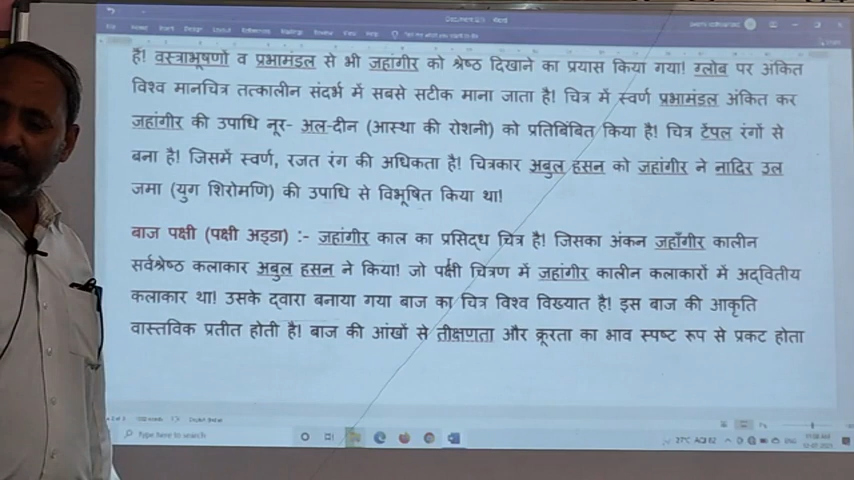 है! वस्त्राभूषणों व प्रभामंडल से भी जहांगीर को श्रेष्ठ दिखाने का प्रयास किया गया! ग्लोब पर अंकित
विश्व मानचित्र तत्कालीन संदर्भ में सबसे सटीक माना जाता है! चित्र में स्वर्ण प्रभामंडल अंकित कर
जहांगीर की उपाधि नूर- अल-दीन (आस्था की रोशनी) को प्रतिबिंबित किया है! चित्र टेंपल रंगों से
बना है! जिसमें स्वर्ण, रजत रंग की अधिकता है! चित्रकार अबुल हसन को जहांगीर ने नादिर उल
जमा (युग शिरोमणि) की उपाधि से विभूषित किया था!
बाज पक्षी (पक्षी अड्डा) :- जहांगीर काल का प्रसिद्ध चित्र है! जिसका अंकन जहाँगीर कालीन
सर्वश्रेष्ठ कलाकार अबुल हसन ने किया! जो पक्षी चित्रण में जहांगीर कालीन कलाकारों में अद्वितीय
कलाकार था! उसके द्वारा बनाया गया बाज का चित्र विश्व विख्यात है! इस बाज की आकृति
वास्तविक प्रतीत होती है! बाज की आंखों से तीक्षणता और क्रूरता का भाव स्पष्ट रूप से प्रकट होता
Type here to search